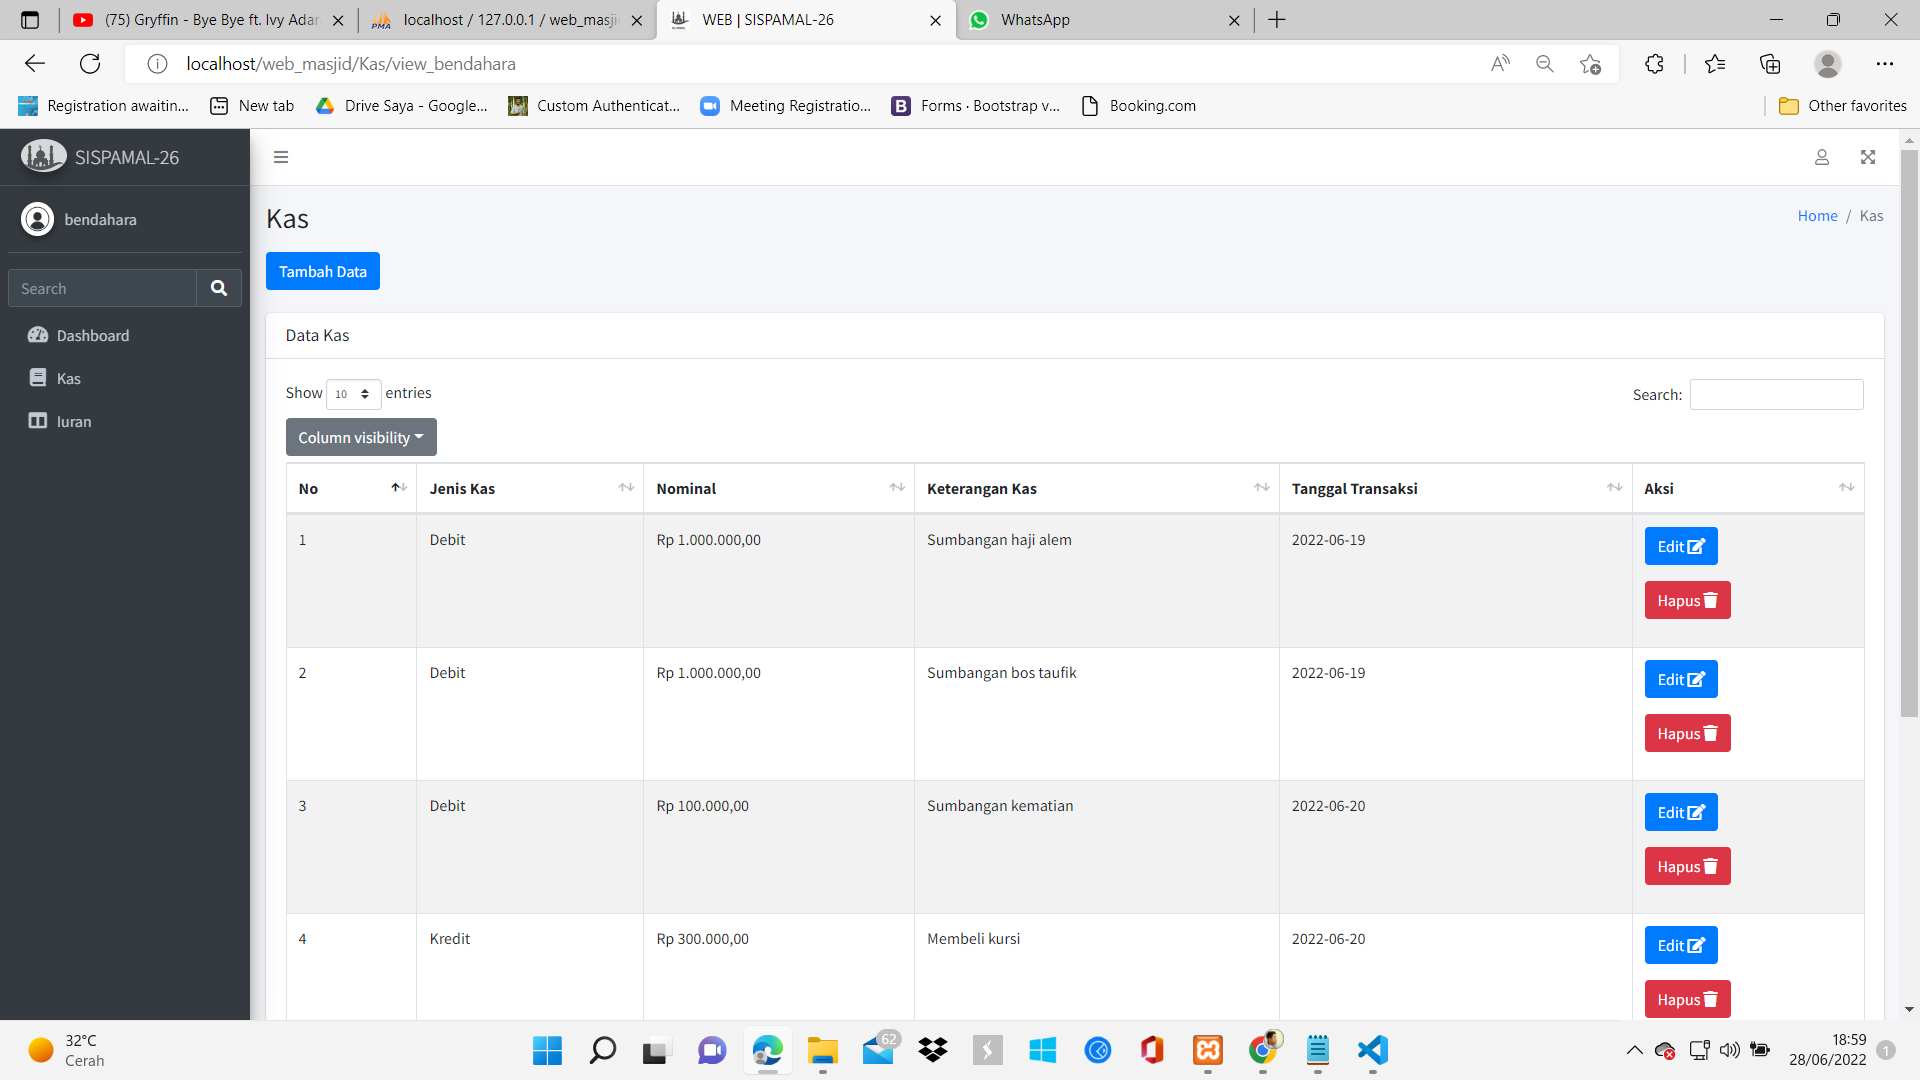 (75) Gryffin - Bye Bye ft. Ivy Adar
localhost / 127.0.0.1 / web_masji
WEB | SISPAMAL-26
WhatsApp
localhost/web_masjid/Kas/view_bendahara
Registration awaitin...
New tab
Drive Saya - Google...
Custom Authenticat...
Meeting Registratio...
Forms · Bootstrap v...
Booking.com
Other favorites
SISPAMAL-26
bendahara
Search
Dashboard
Kas
Iuran
Kas
Home / Kas
Tambah Data
Data Kas
Show 10 entries
Search:
Column visibility
No Jenis Kas Nominal Keterangan Kas Tanggal Transaksi Aksi
1 Debit Rp 1.000.000,00 Sumbangan haji alem 2022-06-19 Edit
Hapus
2 Debit Rp 1.000.000,00 Sumbangan bos taufik 2022-06-19 Edit
Hapus
3 Debit Rp 100.000,00 Sumbangan kematian 2022-06-20 Edit
Hapus
4 Kredit Rp 300.000,00 Membeli kursi 2022-06-20 Edit
Hapus
32°C
Cerah
62
18:59
28/06/2022
1